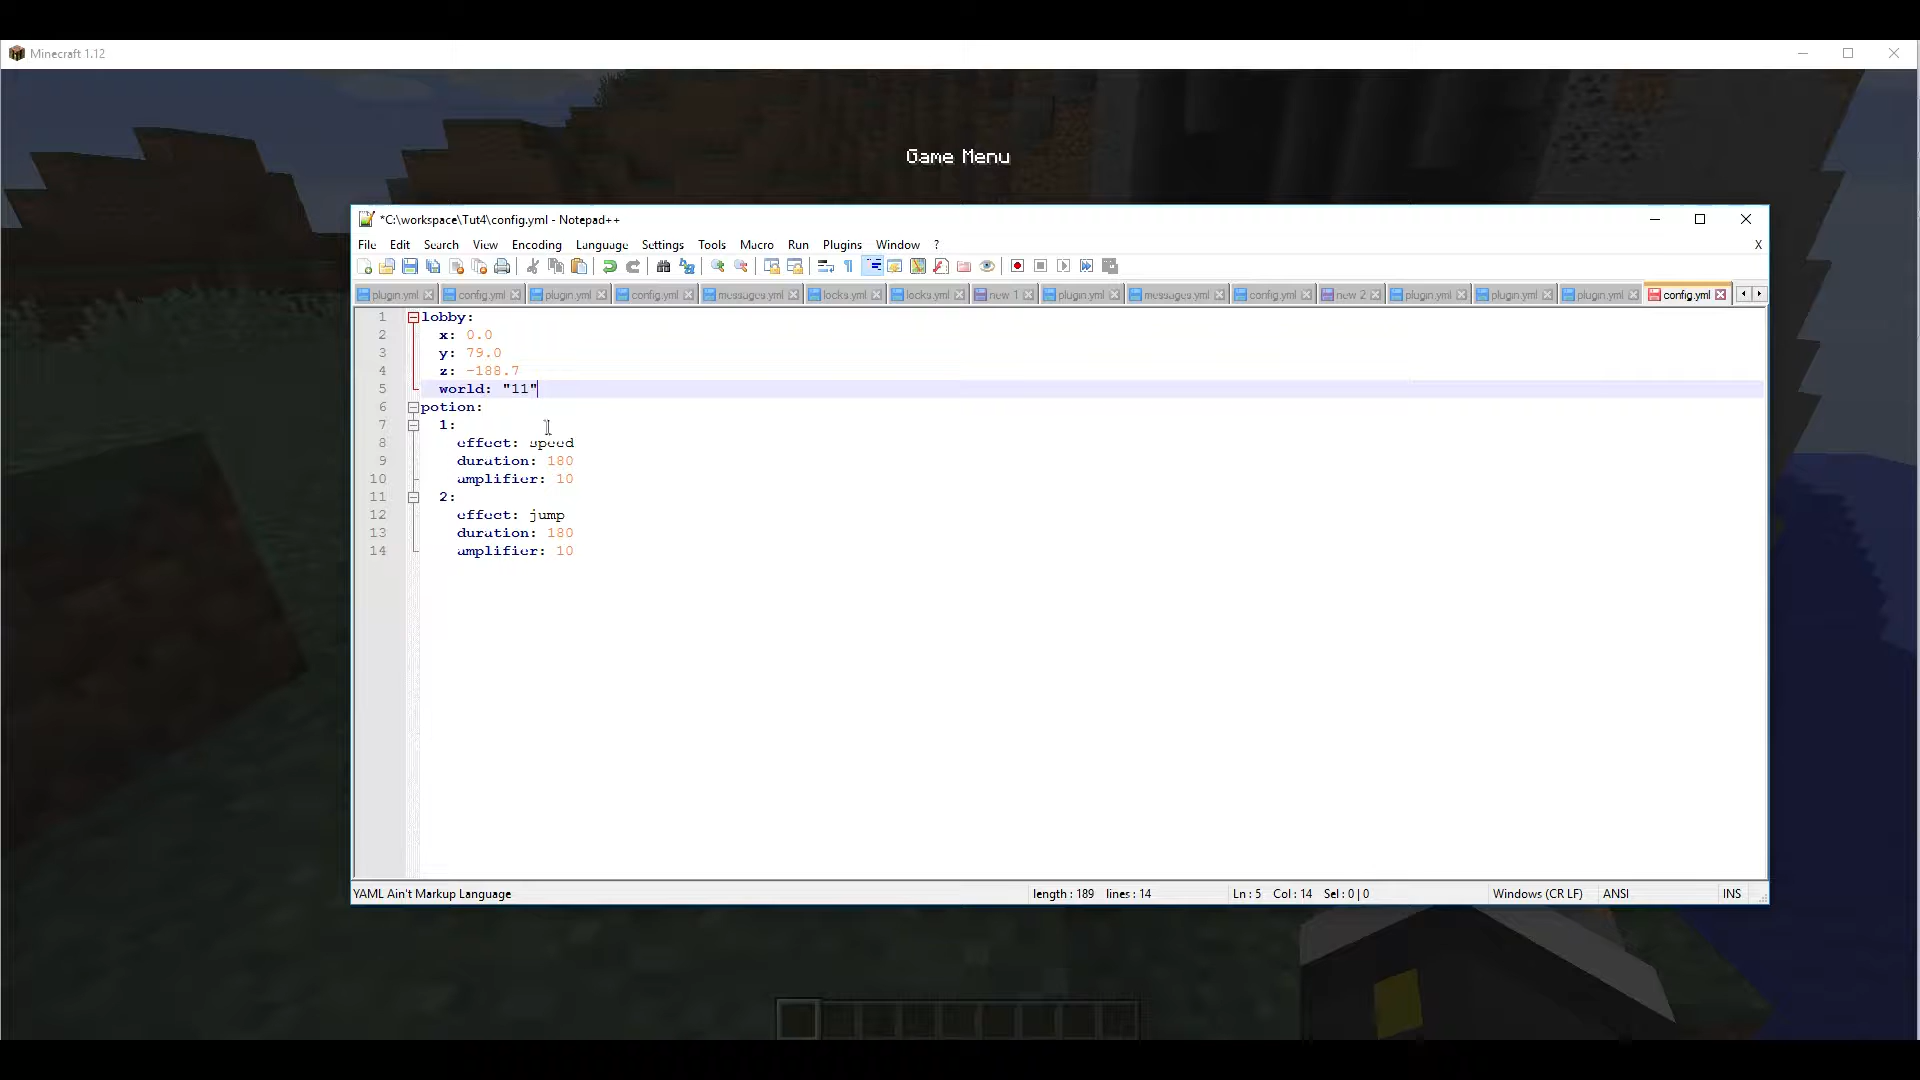 Minecraft 1.12
Game Menu
*C:\workspace\Tut4\config.yml - Notepad++
File Edit Search View Encoding Language Settings Tools Macro Run Plugins Window ?
X
plugin.yml config.yml plugin.yml config.yml messages.yml locks.yml locks.yml new 1 plugin.yml messages.yml config.yml new 2 plugin.yml plugin.yml plugin.yml config.yml
1 lobby:
2 x: 0.0
3 y: 79.0
4 z: -188.7
5 world: "11"
6 potion:
7 1:
8 effect: speed
9 duration: 180
10 amplifier: 10
11 2:
12 effect: jump
13 duration: 180
14 amplifier: 10
YAML Ain't Markup Language length : 189 lines : 14 Ln : 5 Col : 14 Sel : 0 | 0 Windows (CR LF) ANSI INS